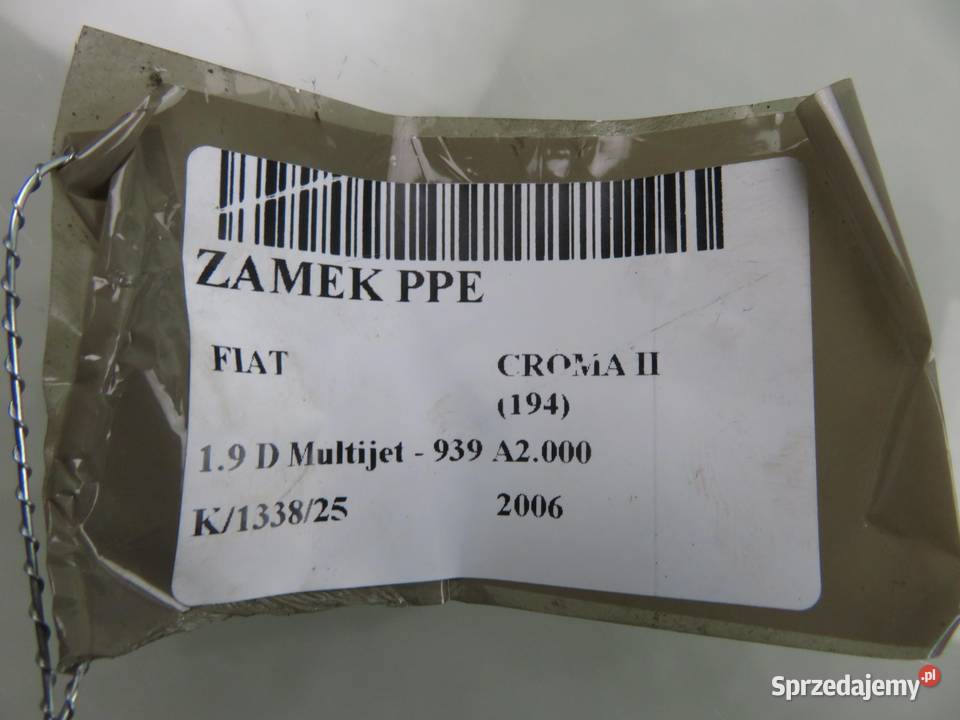 ZAMEK PPE
FIAT CROMA II
(194)
1.9 D Multijet - 939 A2.000
K/1338/25 2006
Sprzedajemy.pl